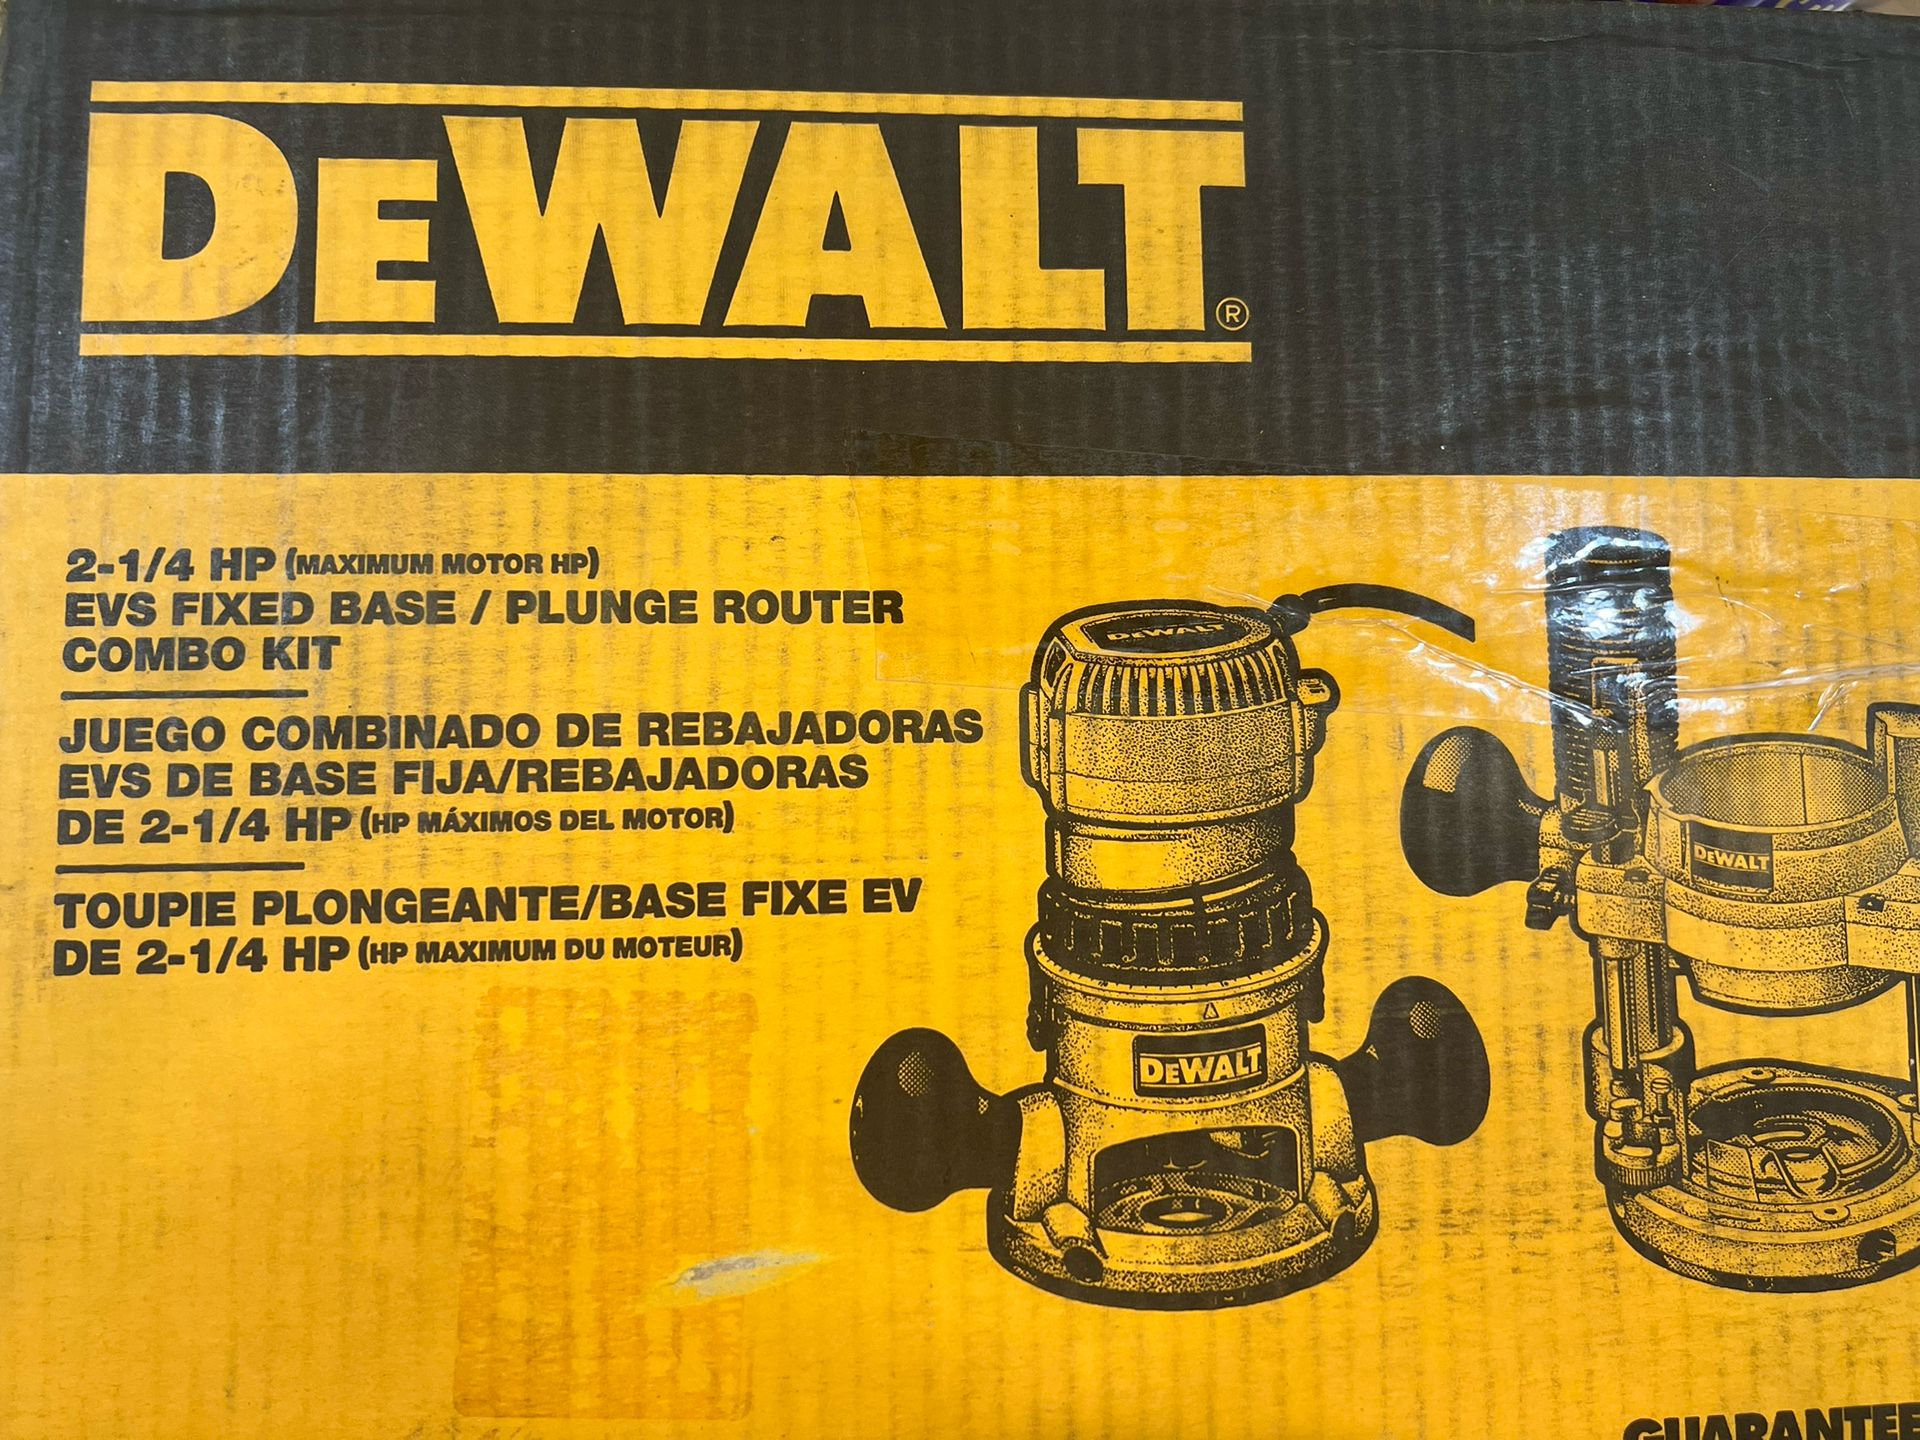 DEWALT®
2-1/4 HP (MAXIMUM MOTOR HP)
EVS FIXED BASE / PLUNGE ROUTER
COMBO KIT
JUEGO COMBINADO DE REBAJADORAS
EVS DE BASE FIJA/REBAJADORAS
DE 2-1/4 HP (HP MÁXIMOS DEL MOTOR)
TOUPIE PLONGEANTE/BASE FIXE EV
DE 2-1/4 HP (HP MAXIMUM DU MOTEUR)
DEWALT
DEWALT
DEWALT
GUARANTEE